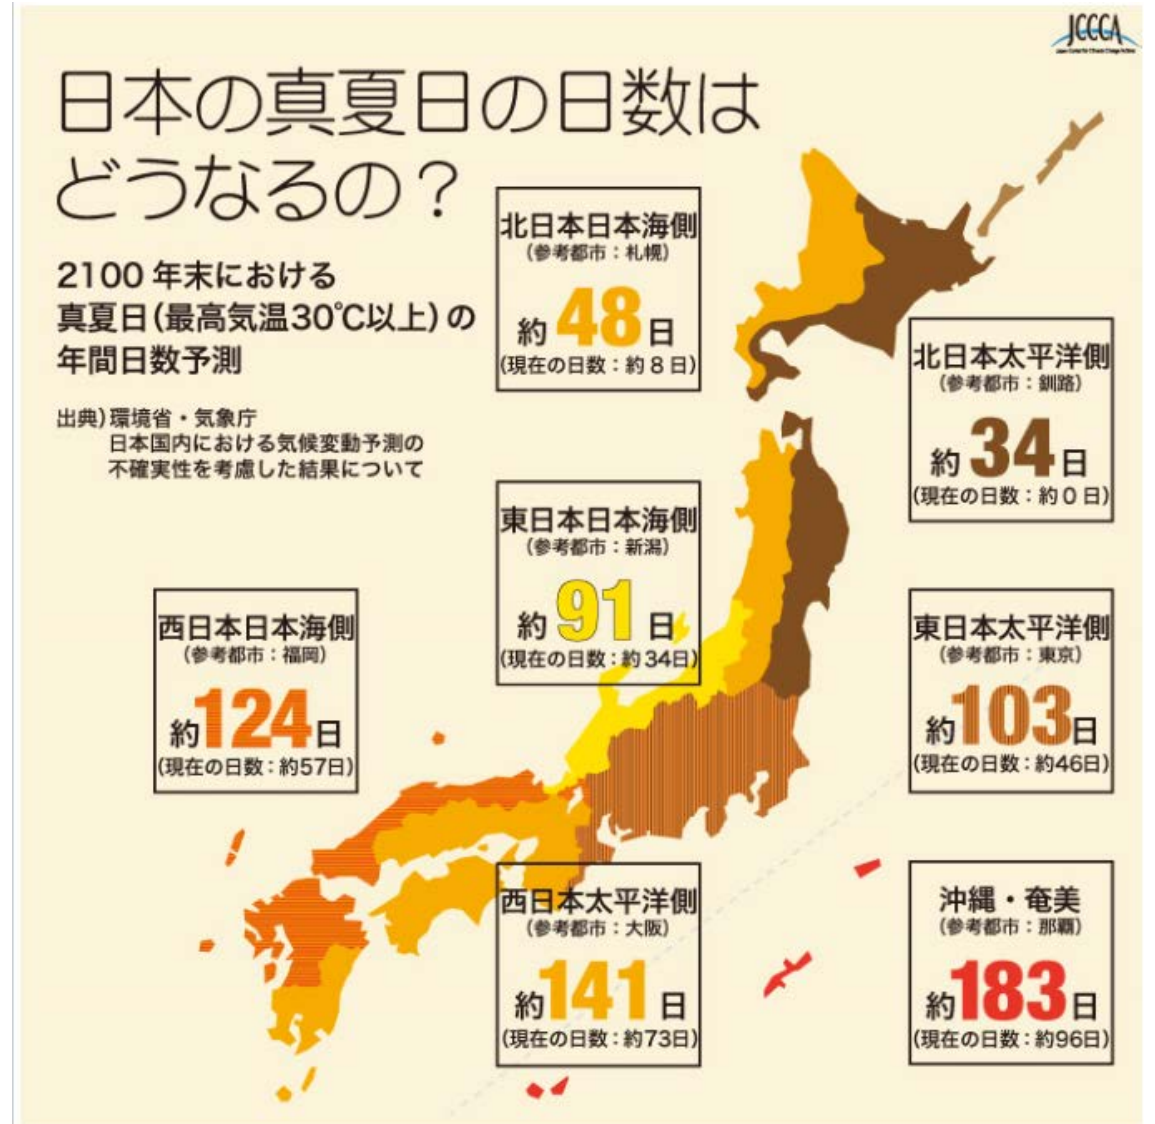 JCCCA
日本の真夏日の日数は
どうなるの?
2100 年末における
真夏日(最高気温30℃以上)の
年間日数予測
出典)環境省・気象庁
日本国内における気候変動予測の
不確実性を考慮した結果について
北日本日本海側
(参考都市:札幌)
約48日
(現在の日数:約8日)
北日本太平洋側
(参考都市:釧路)
約34日
(現在の日数:約0日)
東日本日本海側
(参考都市:新潟)
約91日
(現在の日数:約34日)
西日本日本海側
(参考都市:福岡)
約124日
(現在の日数:約57日)
東日本太平洋側
(参考都市:東京)
約103日
(現在の日数:約46日)
西日本太平洋側
(参考都市:大阪)
約141日
(現在の日数:約73日)
沖縄・奄美
(参考都市:那覇)
約183日
(現在の日数:約96日)